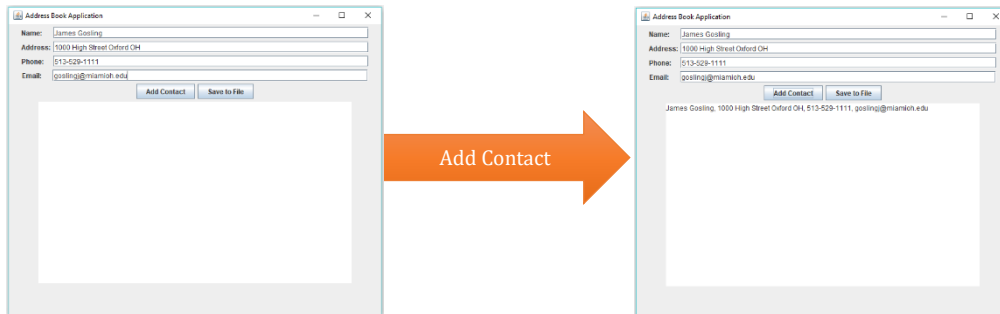 Address Book Application
Name: James Gosling
Address: 1000 High Street Oxford OH
Phone: 513-529-1111
Email: goslingj@miamioh.edu
Add Contact Save to File
Add Contact
Address Book Application
Name: James Gosling
Address: 1000 High Street Oxford OH
Phone: 513-529-1111
Email: goslingj@miamioh.edu
Add Contact Save to File
James Gosling, 1000 High Street Oxford OH, 513-529-1111, goslingj@miamioh.edu